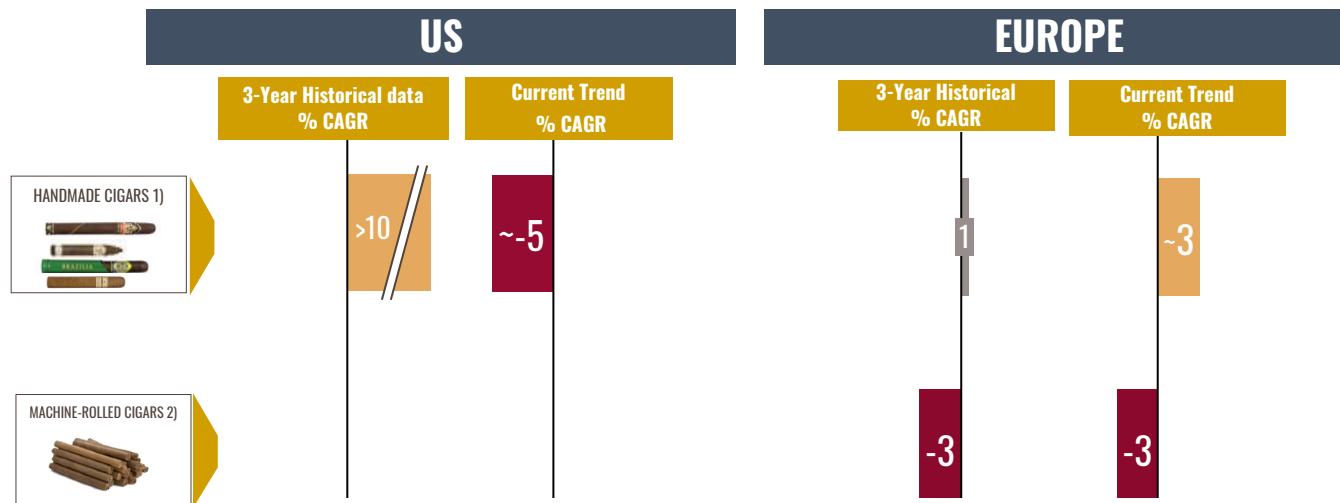 US
EUROPE
3-Year Historical data
% CAGR
Current Trend
% CAGR
3-Year Historical
% CAGR
Current Trend
% CAGR
HANDMADE CIGARS 1)
BRAZILIA
>10
~-5
1
~3
MACHINE-ROLLED CIGARS 2)
-3
-3